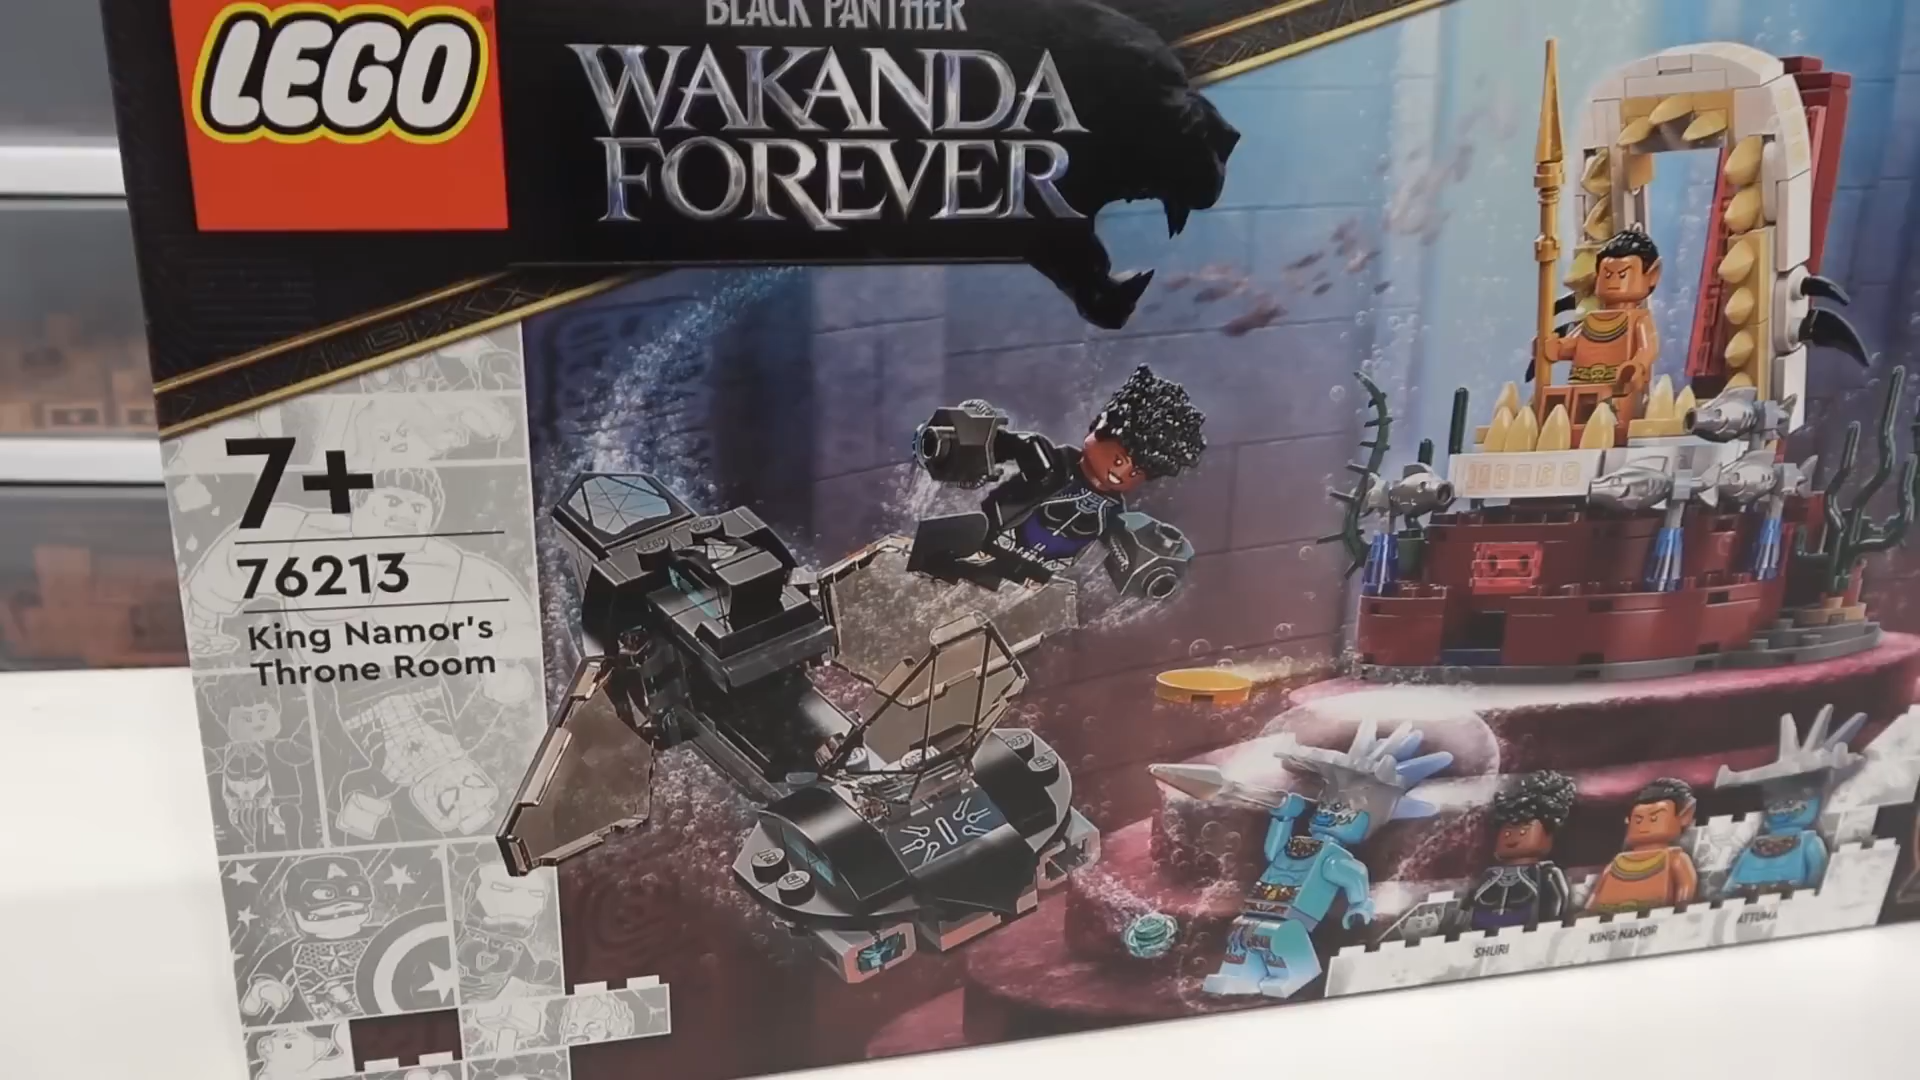 LEGO
BLACK PANTHER
WAKANDA
FOREVER
7+
76213
King Namor's
Throne Room
SHURI
KING NAMOR
ATTUMA